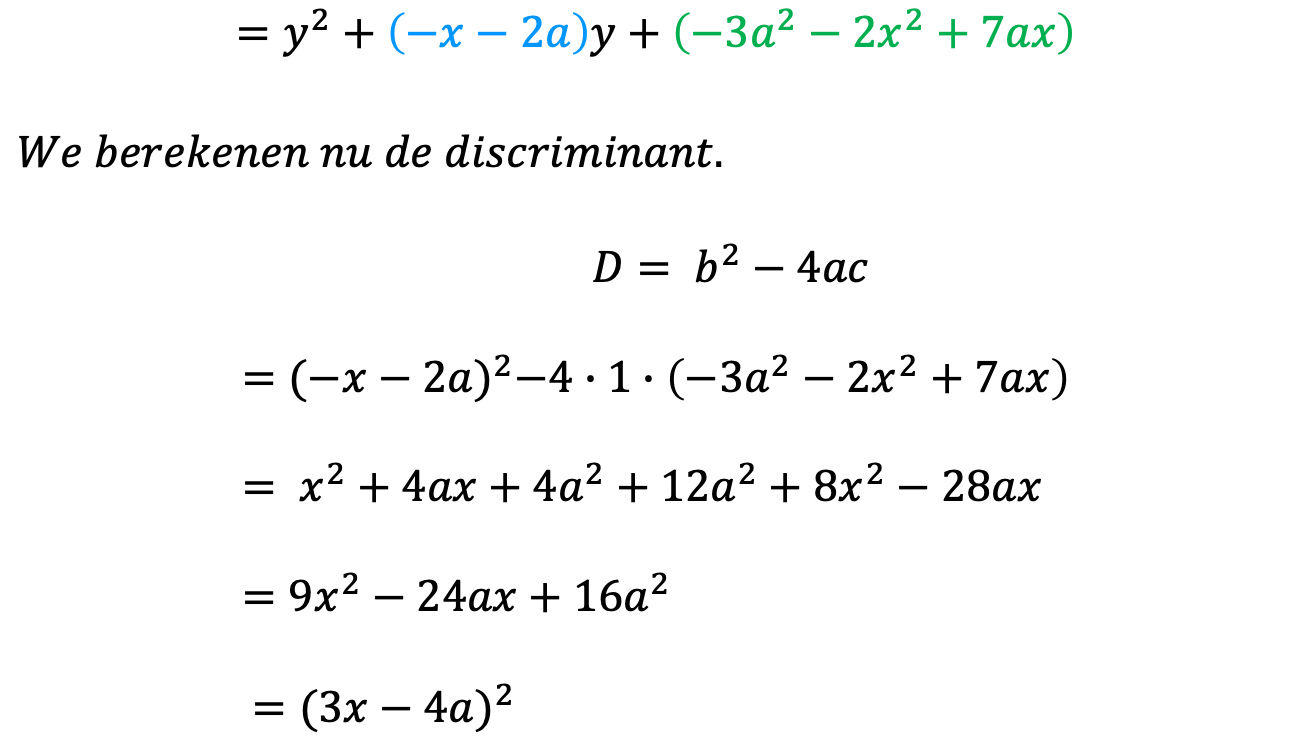 = y² + (−x − 2a)y + (−3a² − 2x² + 7ax)
We berekenen nu de discriminant.
D = b² − 4ac
= (−x − 2a)²−4 · 1 · (−3a² − 2x² + 7ax)
= x² + 4ax + 4a² + 12a² + 8x² − 28ax
= 9x² − 24ax + 16a²
= (3x − 4a)²